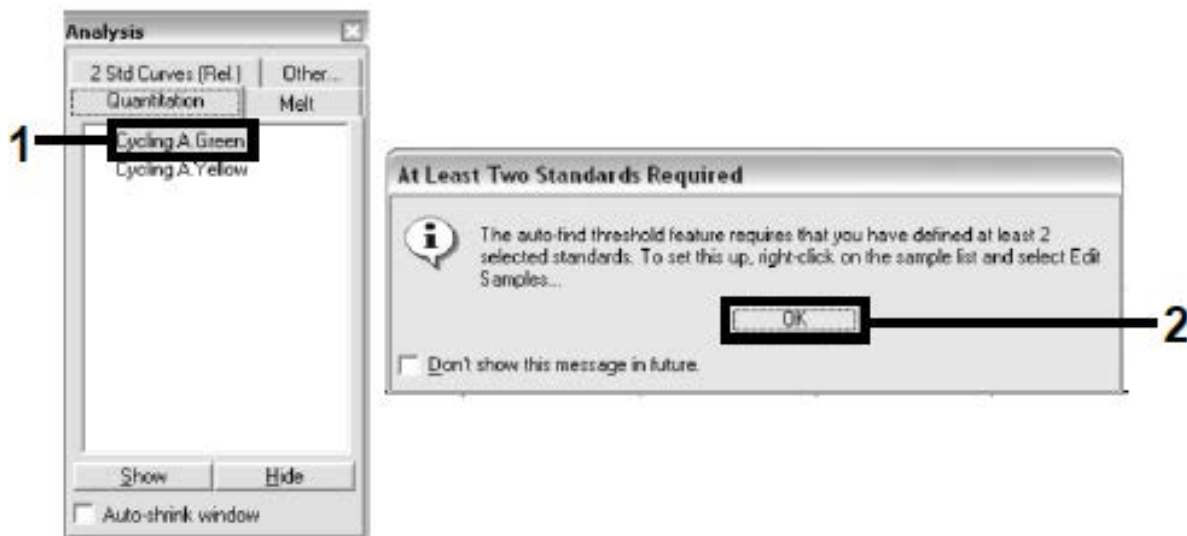 Analysis
2 Std Curves (Rel.) Other...
Quantitation Melt
1
Cycling A.Green
Cycling A.Yellow
Show Hide
Auto-shrink window
At Least Two Standards Required
The auto-find threshold feature requires that you have defined at least 2
selected standards. To set this up, right-click on the sample list and select Edit
Samples...
OK
2
Don't show this message in future.